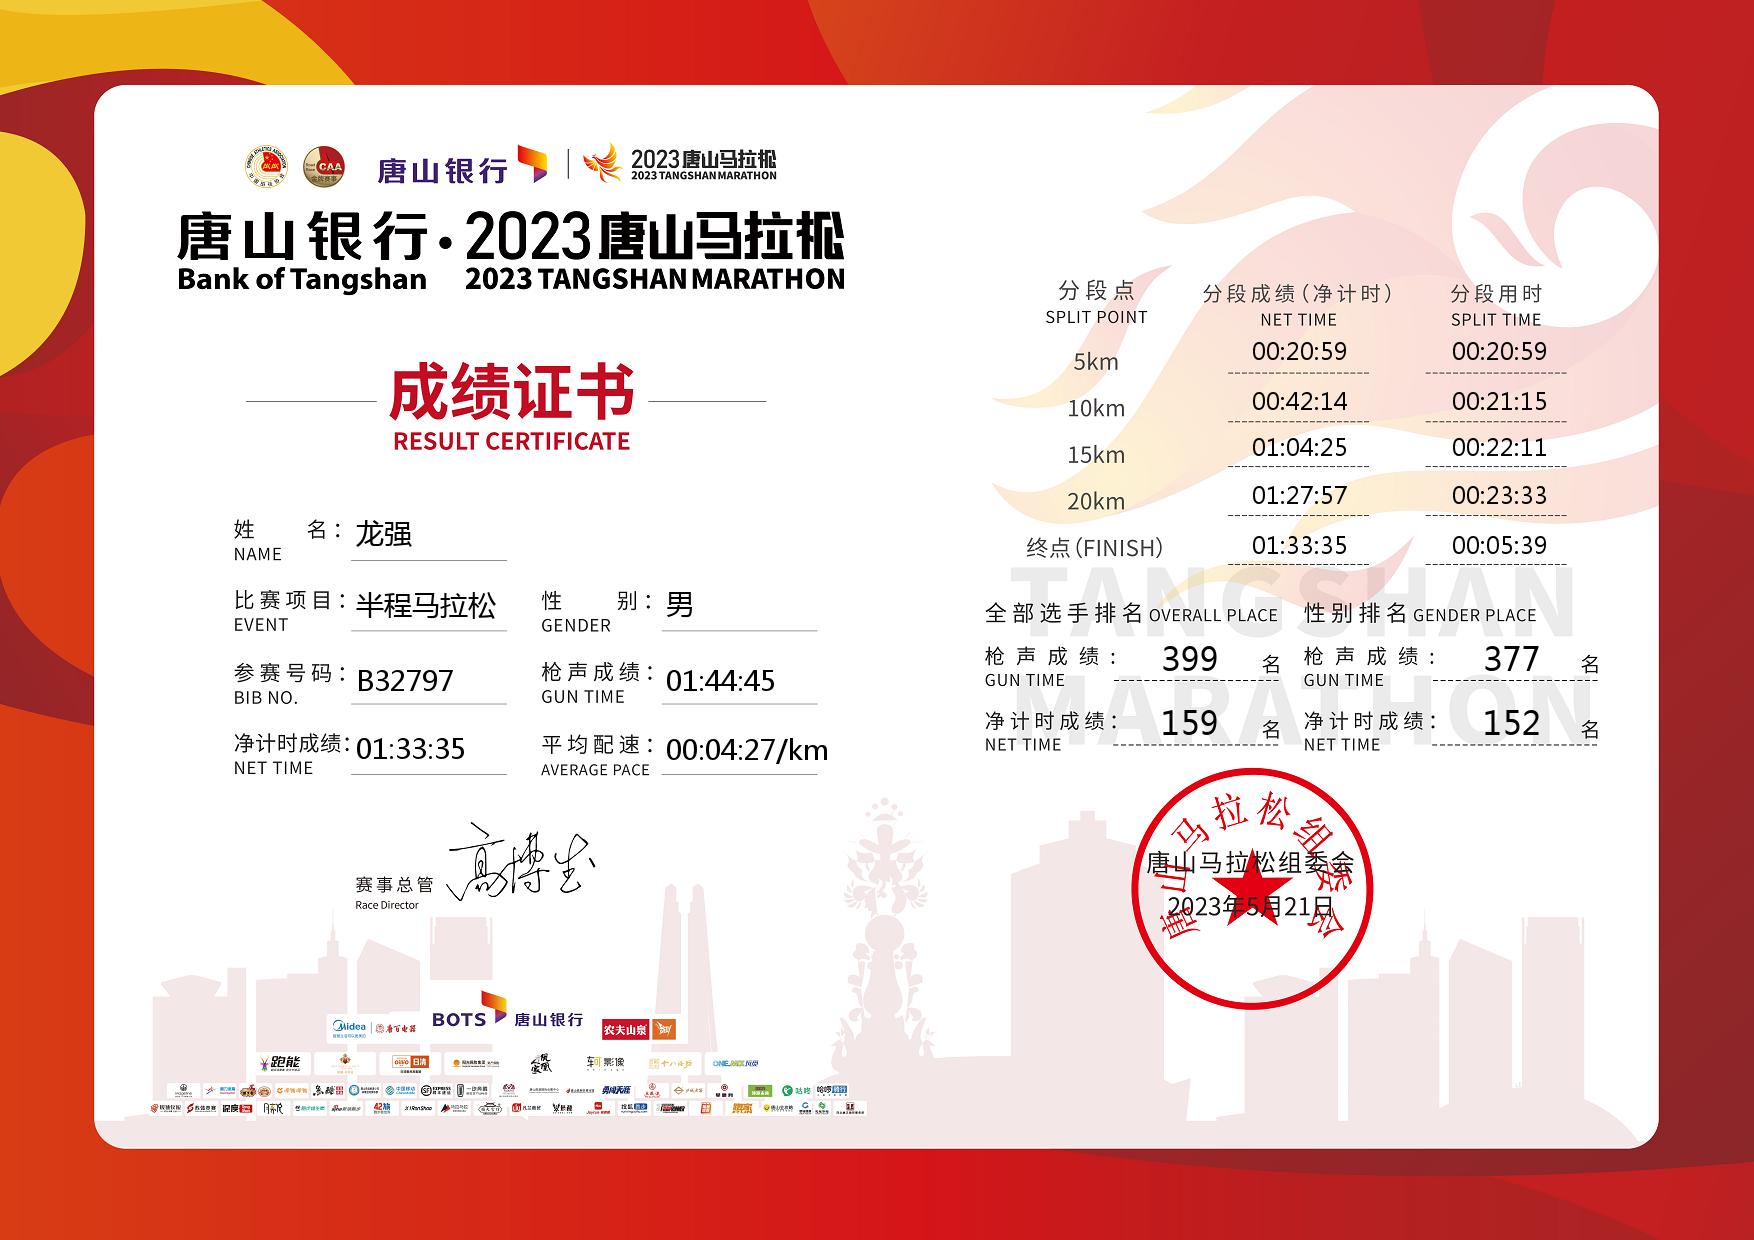 唐山银行 2023唐山马拉松
2023 TANGSHAN MARATHON
唐山银行·2023唐山马拉松
Bank of Tangshan 2023 TANGSHAN MARATHON
成绩证书
RESULT CERTIFICATE
姓名：龙强
NAME
比赛项目：半程马拉松 性别：男
EVENT GENDER
参赛号码：B32797 枪声成绩：01:44:45
BIB NO. GUN TIME
净计时成绩：01:33:35 平均配速：00:04:27/km
NET TIME AVERAGE PACE
赛事总管 高博生
Race Director
分段点 分段成绩（净计时） 分段用时
SPLIT POINT NET TIME SPLIT TIME
5km 00:20:59 00:20:59
10km 00:42:14 00:21:15
15km 01:04:25 00:22:11
20km 01:27:57 00:23:33
终点（FINISH） 01:33:35 00:05:39
TANGSHAN
MARATHON
全部选手排名 OVERALL PLACE 性别排名 GENDER PLACE
枪声成绩：399 名 枪声成绩：377 名
GUN TIME GUN TIME
净计时成绩：159 名 净计时成绩：152 名
NET TIME NET TIME
唐山马拉松组委会
唐山马拉松组委会
2023年5月21日
Midea 唐百电器 BOTS 唐山银行 农夫山泉
跑能